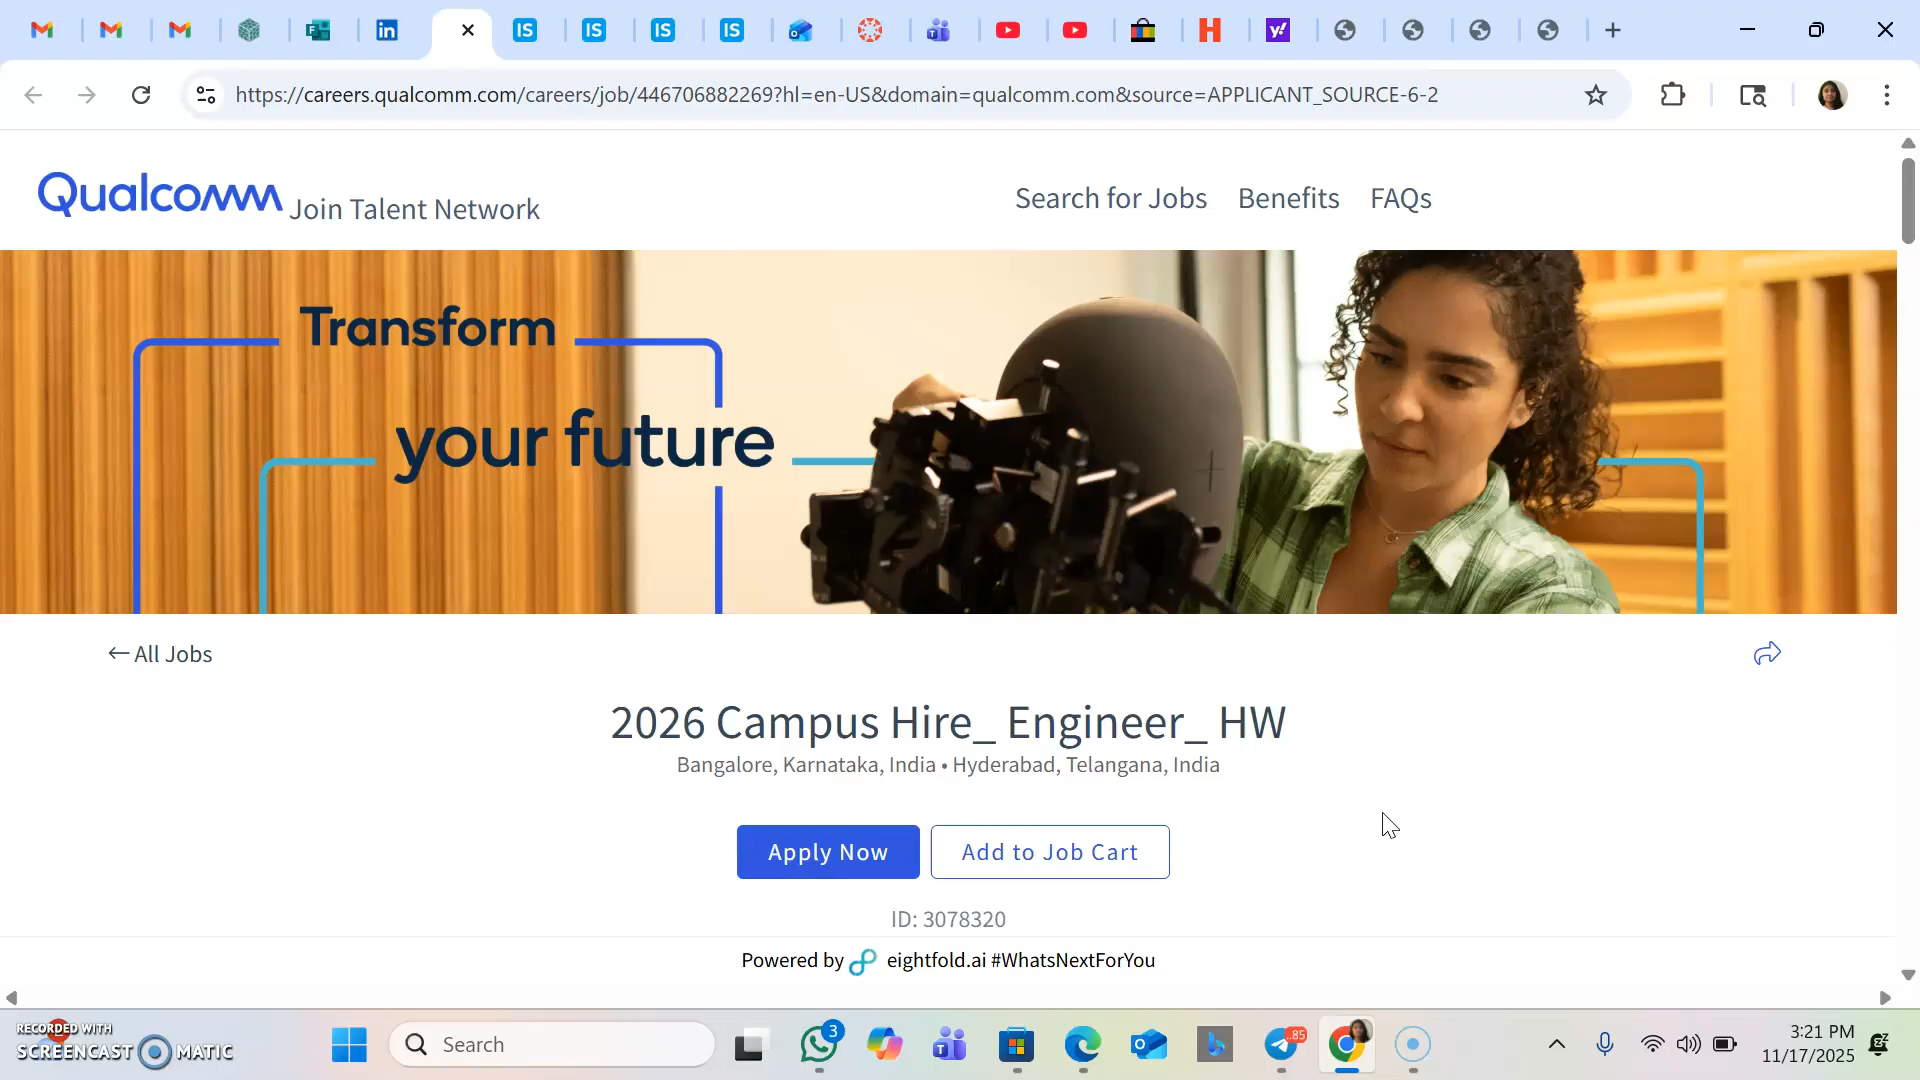 https://careers.qualcomm.com/careers/job/446706882269?hl=en-US&domain=qualcomm.com&source=APPLICANT_SOURCE-6-2
Qualcomm Join Talent Network
Search for Jobs Benefits FAQs
Transform
your future
All Jobs
2026 Campus Hire_ Engineer_ HW
Bangalore, Karnataka, India • Hyderabad, Telangana, India
Apply Now
Add to Job Cart
ID: 3078320
Powered by eightfold.ai #WhatsNextForYou
RECORDED WITH
SCREENCAST MATIC
Search
3
85
3:21 PM
11/17/2025